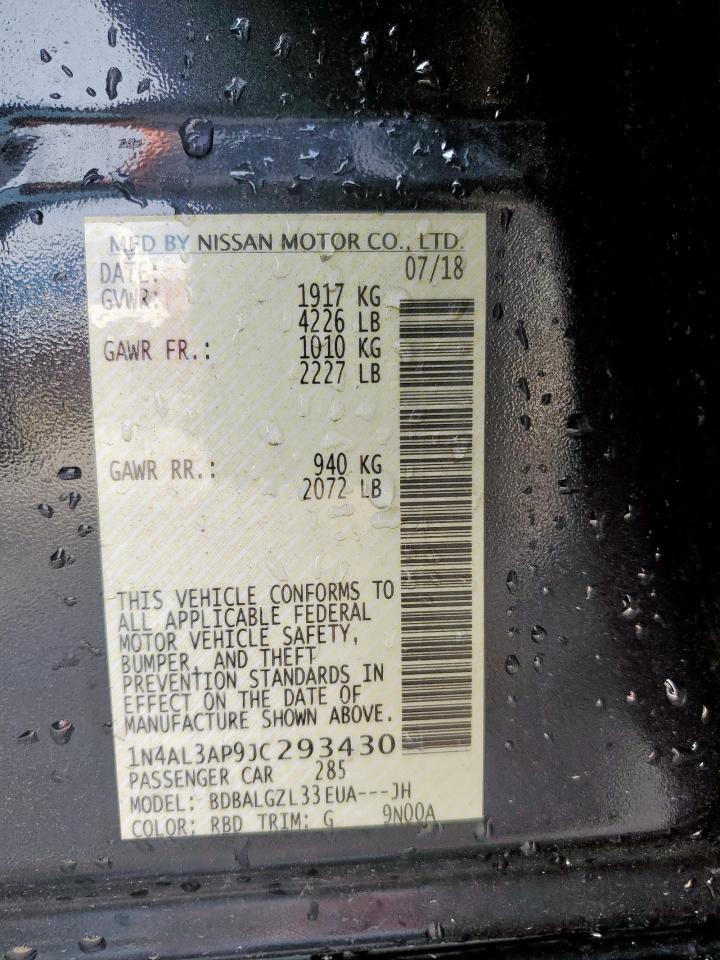 MFD BY NISSAN MOTOR CO., LTD.
DATE: 07/18
GVWR: 1917 KG
4226 LB
GAWR FR.: 1010 KG
2227 LB
GAWR RR.: 940 KG
2072 LB
THIS VEHICLE CONFORMS TO
ALL APPLICABLE FEDERAL
MOTOR VEHICLE SAFETY,
BUMPER, AND THEFT
PREVENTION STANDARDS IN
EFFECT ON THE DATE OF
MANUFACTURE SHOWN ABOVE.
1N4AL3AP9JC293430
PASSENGER CAR 285
MODEL: BDBALGZL33EUA---JH
COLOR: RBD TRIM: G 9N00A